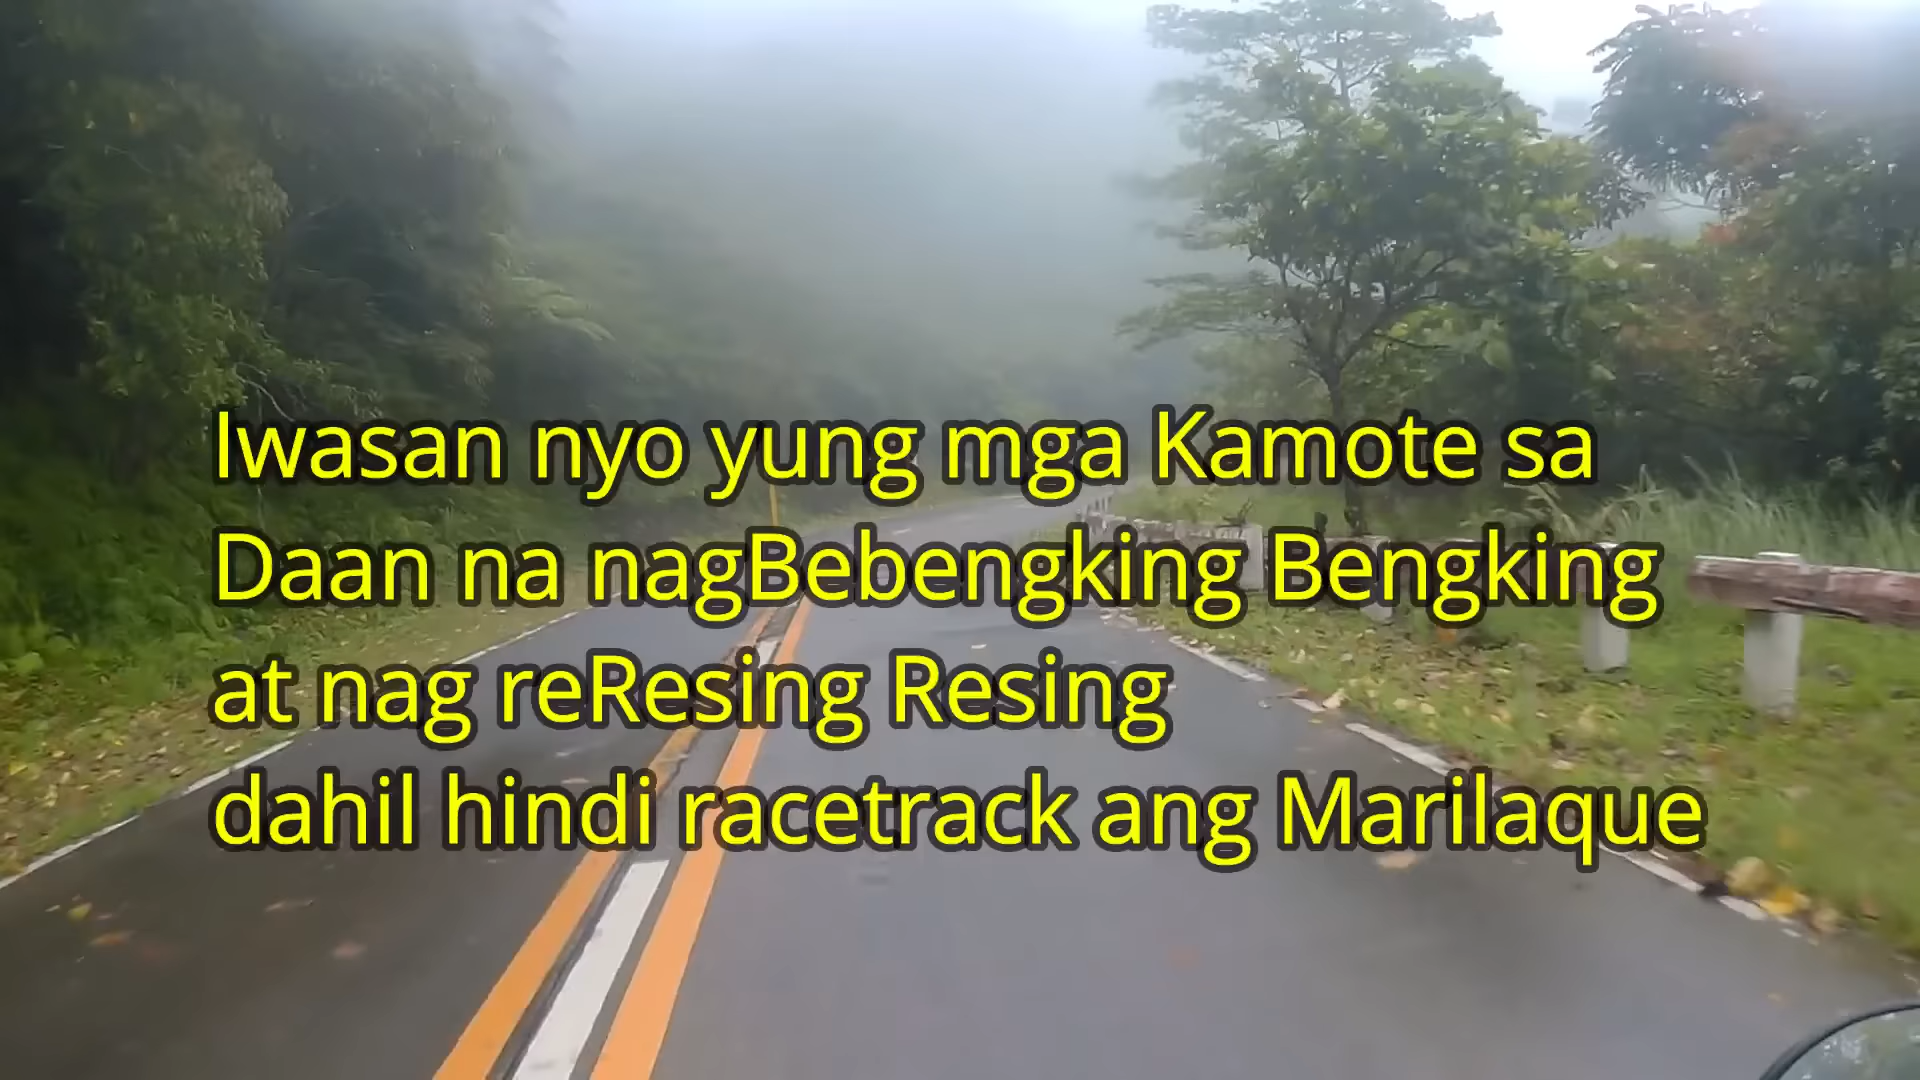 Iwasan nyo yung mga Kamote sa
Daan na nagBebengking Bengking
at nag reResing Resing
dahil hindi racetrack ang Marilaque